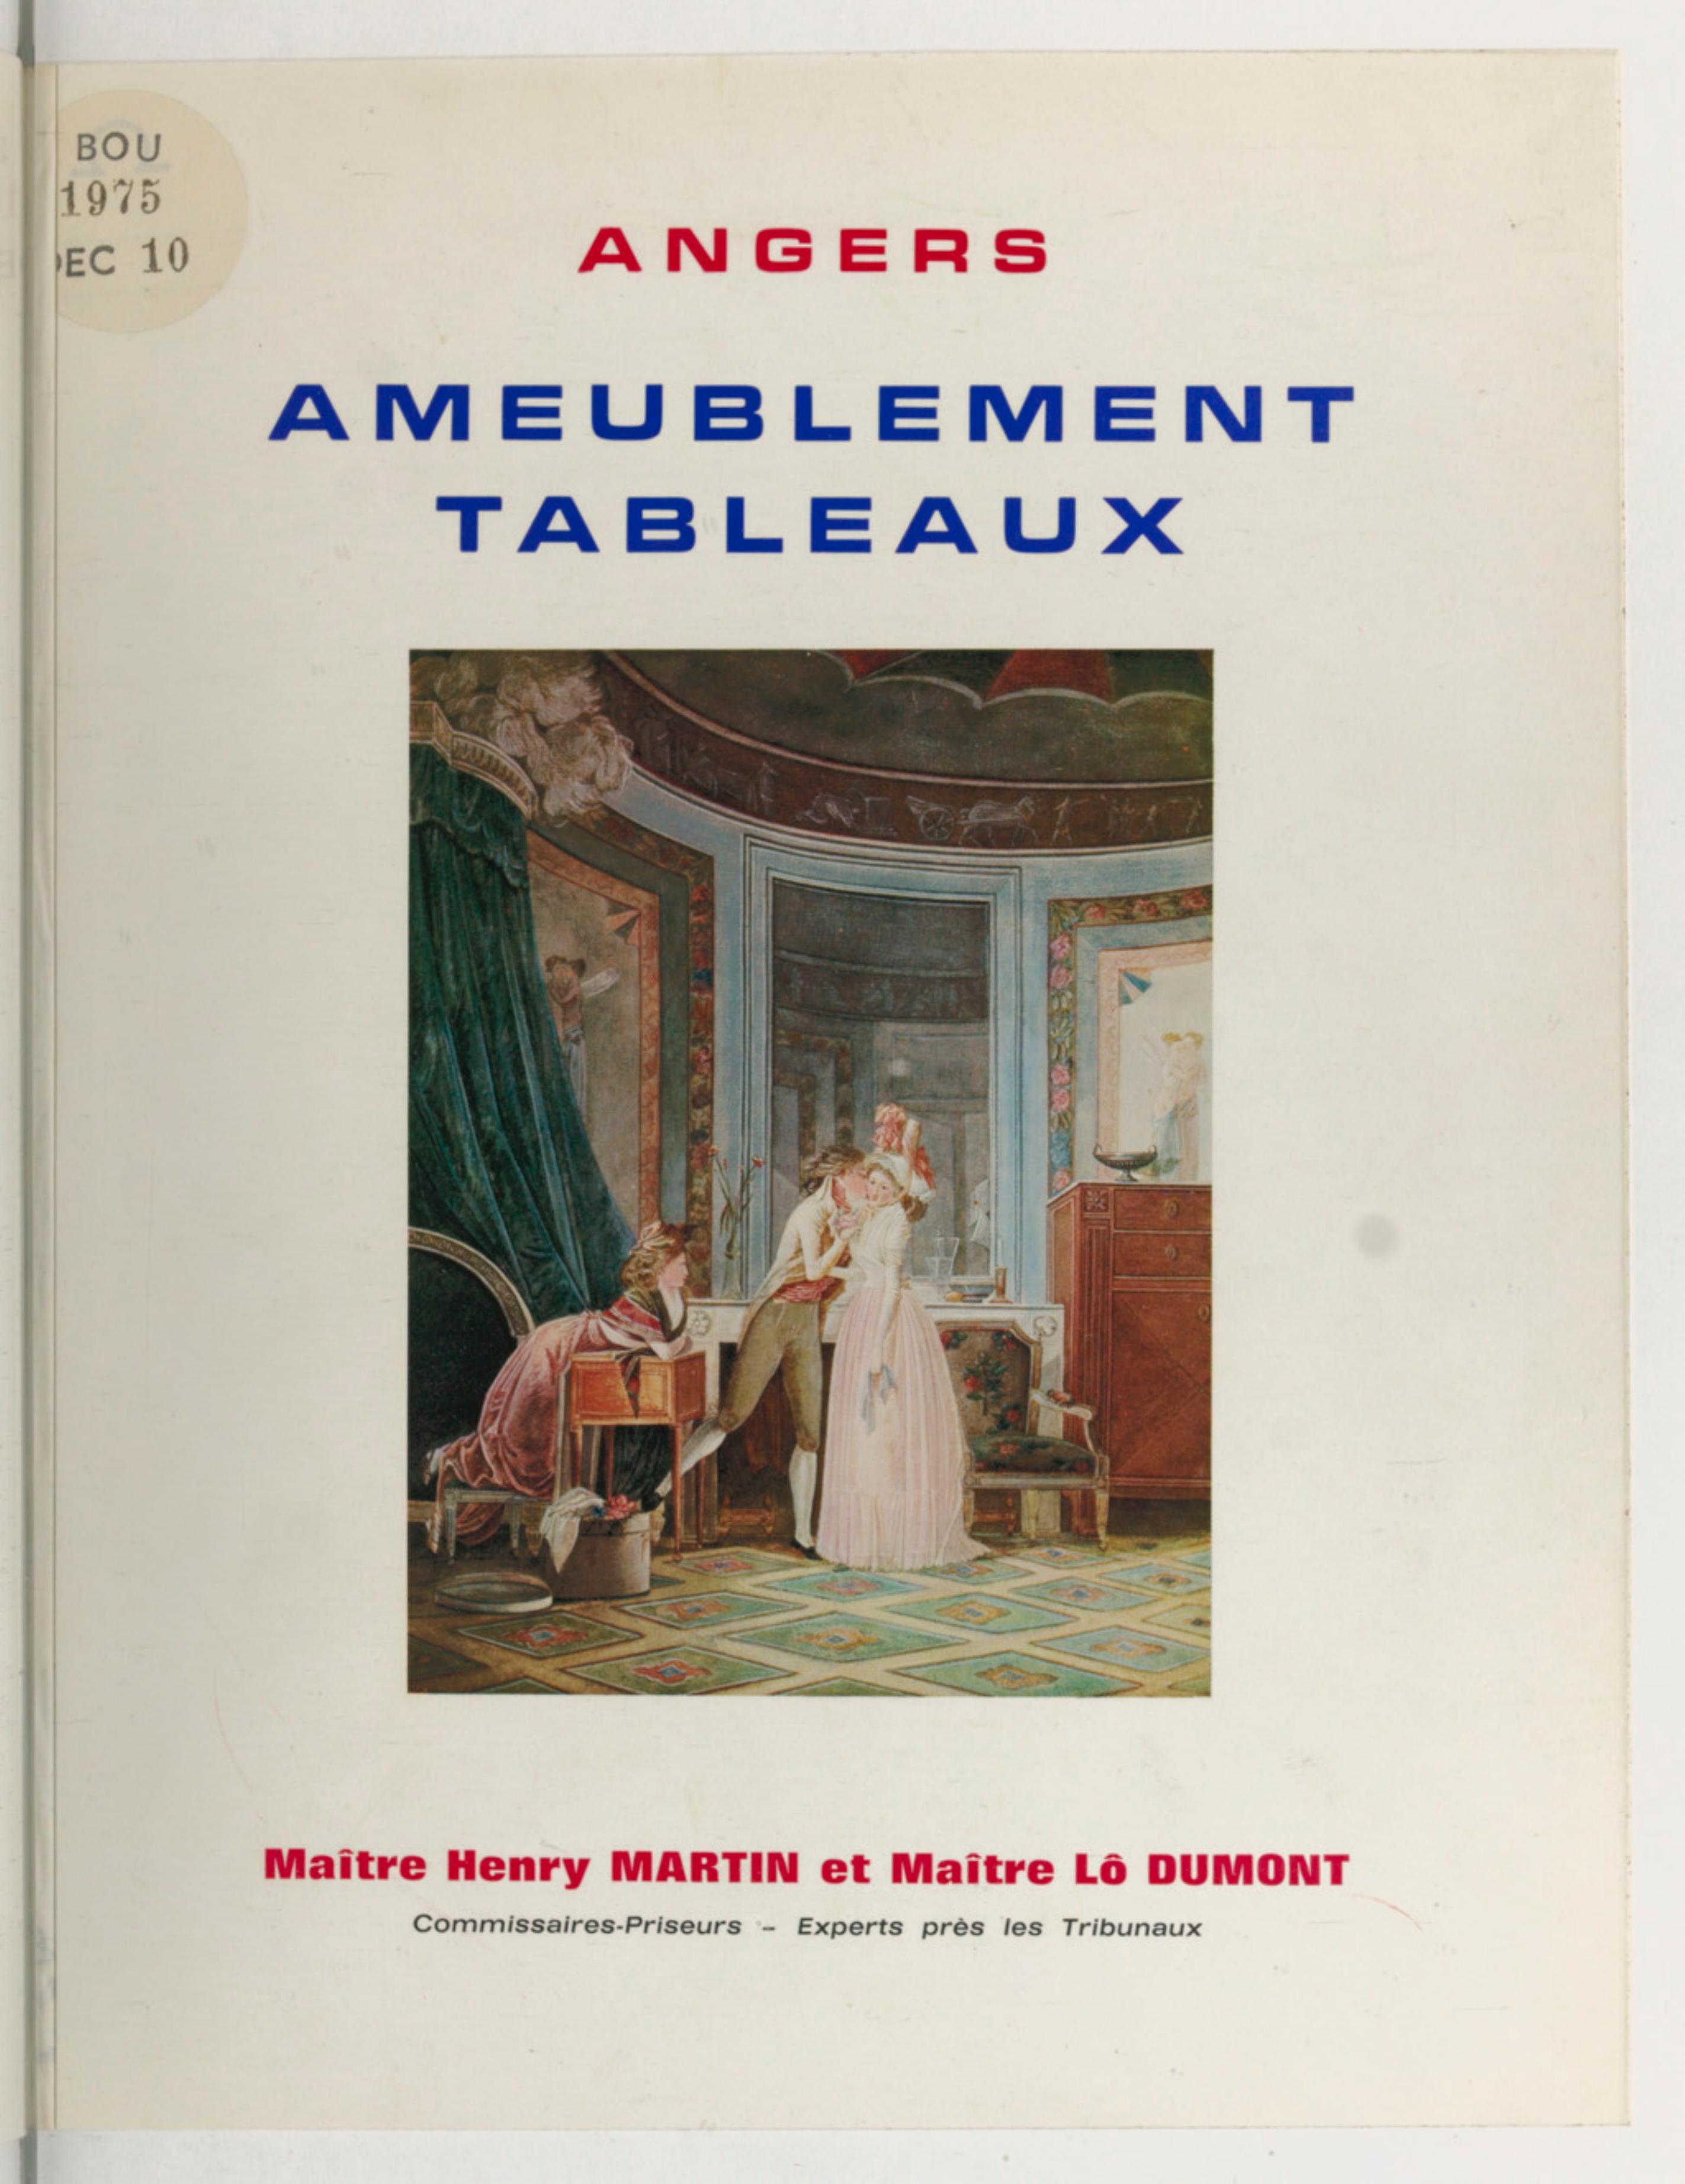 BOU
1975
DEC 10
ANGERS
AMEUBLEMENT
TABLEAUX
Maître Henry MARTIN et Maître Lô DUMONT
Commissaires-Priseurs – Experts près les Tribunaux